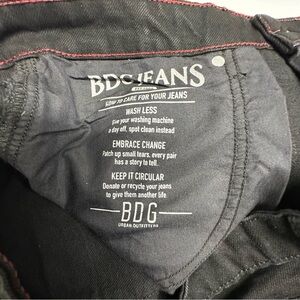 BDG JEANS
HOW TO CARE FOR YOUR JEANS
WASH LESS
Give your washing machine
a day off, spot clean instead
EMBRACE CHANGE
Patch up small tears, every pair
has a story to tell.
KEEP IT CIRCULAR
Donate or recycle your jeans
to give them another life.
BDG
URBAN OUTFITTERS